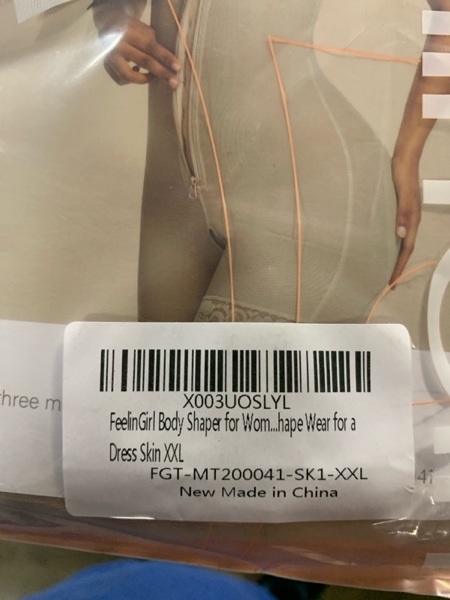 three m
X003UOSLYL
FeelinGirl Body Shaper for Wom...hape Wear for a
Dress Skin XXL
FGT-MT200041-SK1-XXL
New Made in China